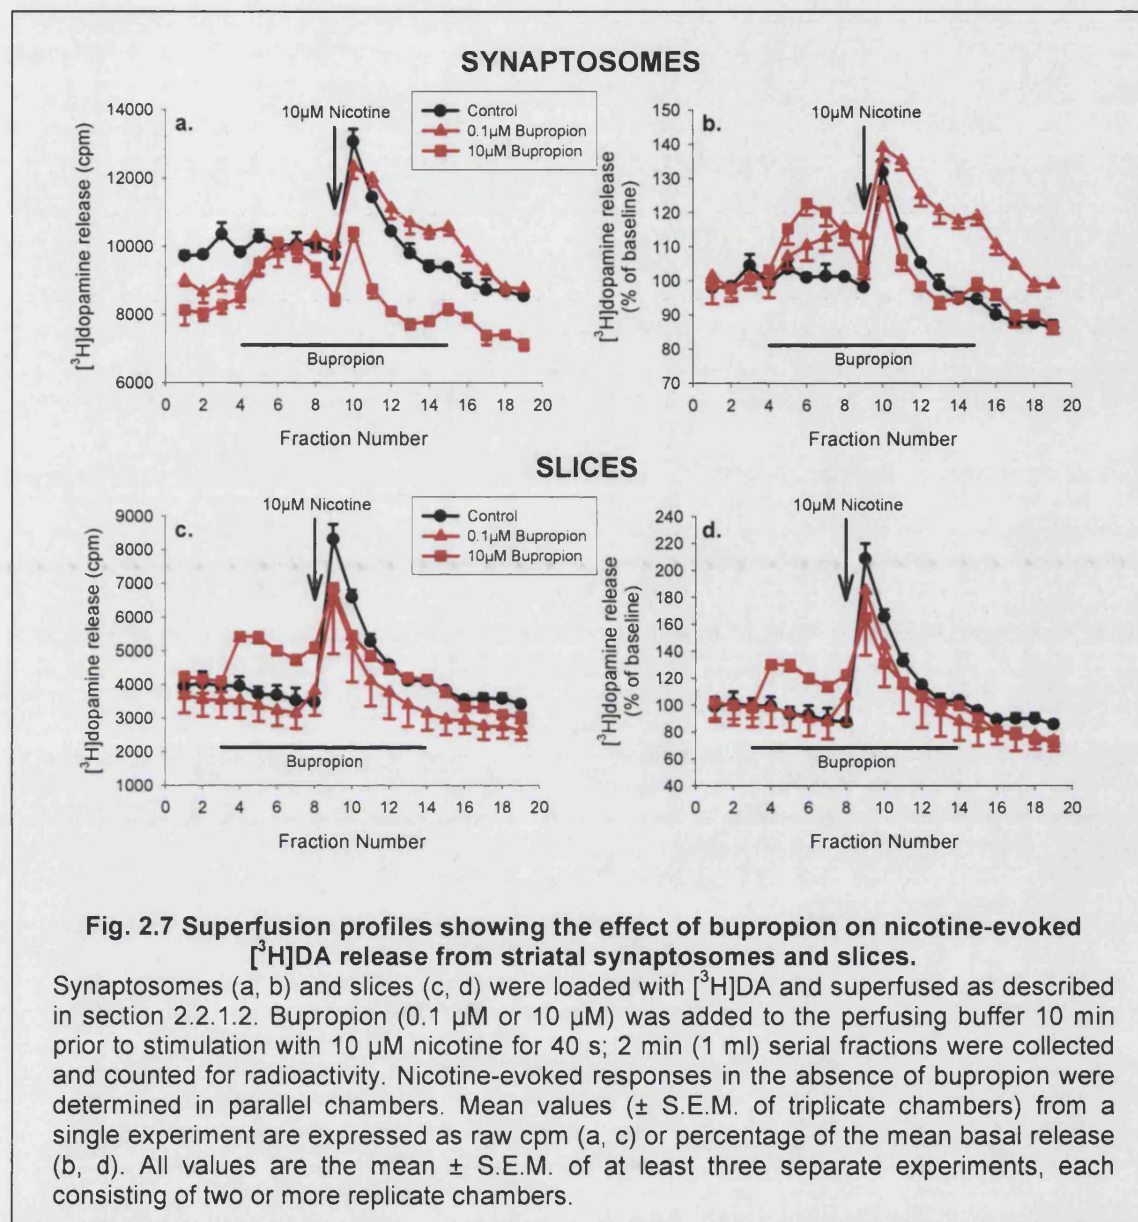 SYNAPTOSOMES
a.
10µM Nicotine
Control
0.1µM Bupropion
10µM Bupropion
[³H]dopamine release (cpm)
14000
12000
10000
8000
6000
Bupropion
0 2 4 6 8 10 12 14 16 18 20
Fraction Number
b.
10µM Nicotine
[³H]dopamine release
(% of baseline)
150
140
130
120
110
100
90
80
70
Bupropion
0 2 4 6 8 10 12 14 16 18 20
Fraction Number
SLICES
c.
10µM Nicotine
Control
0.1µM Bupropion
10µM Bupropion
[³H]dopamine release (cpm)
9000
8000
7000
6000
5000
4000
3000
2000
1000
Bupropion
0 2 4 6 8 10 12 14 16 18 20
Fraction Number
d.
10µM Nicotine
[³H]dopamine release
(% of baseline)
240
220
200
180
160
140
120
100
80
60
40
Bupropion
0 2 4 6 8 10 12 14 16 18 20
Fraction Number
Fig. 2.7 Superfusion profiles showing the effect of bupropion on nicotine-evoked
[³H]DA release from striatal synaptosomes and slices.
Synaptosomes (a, b) and slices (c, d) were loaded with [³H]DA and superfused as described
in section 2.2.1.2. Bupropion (0.1 µM or 10 µM) was added to the perfusing buffer 10 min
prior to stimulation with 10 µM nicotine for 40 s; 2 min (1 ml) serial fractions were collected
and counted for radioactivity. Nicotine-evoked responses in the absence of bupropion were
determined in parallel chambers. Mean values (± S.E.M. of triplicate chambers) from a
single experiment are expressed as raw cpm (a, c) or percentage of the mean basal release
(b, d). All values are the mean ± S.E.M. of at least three separate experiments, each
consisting of two or more replicate chambers.